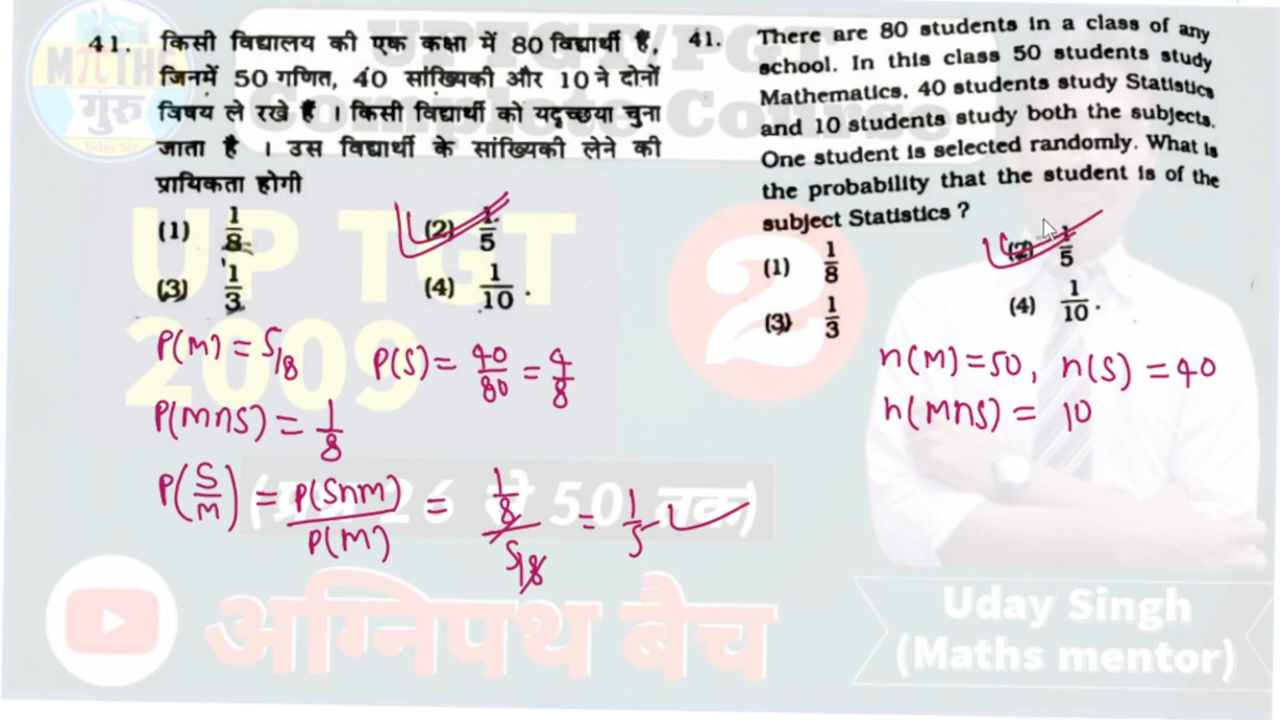 41. किसी विद्यालय की एक कक्षा में 80 विद्यार्थी हैं,
जिनमें 50 गणित, 40 सांख्यिकी और 10 ने दोनों
विषय ले रखे हैं । किसी विद्यार्थी को यदृच्छया चुना
जाता है । उस विद्यार्थी के सांख्यिकी लेने की
प्रायिकता होगी
(1) 1/8 (2) 1/5
(3) 1/3 (4) 1/10 .
P(M) = 5/8 P(S) = 40/80 = 4/8
P(M∩S) = 1/8
P(S/M) = P(S∩M)/P(M) = (1/8)/(5/8) = 1/5
41. There are 80 students in a class of any
school. In this class 50 students study
Mathematics, 40 students study Statistics
and 10 students study both the subjects.
One student is selected randomly. What is
the probability that the student is of the
subject Statistics ?
(1) 1/8 (2) 1/5
(3) 1/3 (4) 1/10 .
n(M) = 50, n(S) = 40
n(M∩S) = 10
MπTHS
गुरु
Uday Sir
UPTGT/PGT
Complete Course
UP TGT
2009
2
(प्रश्न 26 से 50 तक)
अग्निपथ बैच
Uday Singh
(Maths mentor)